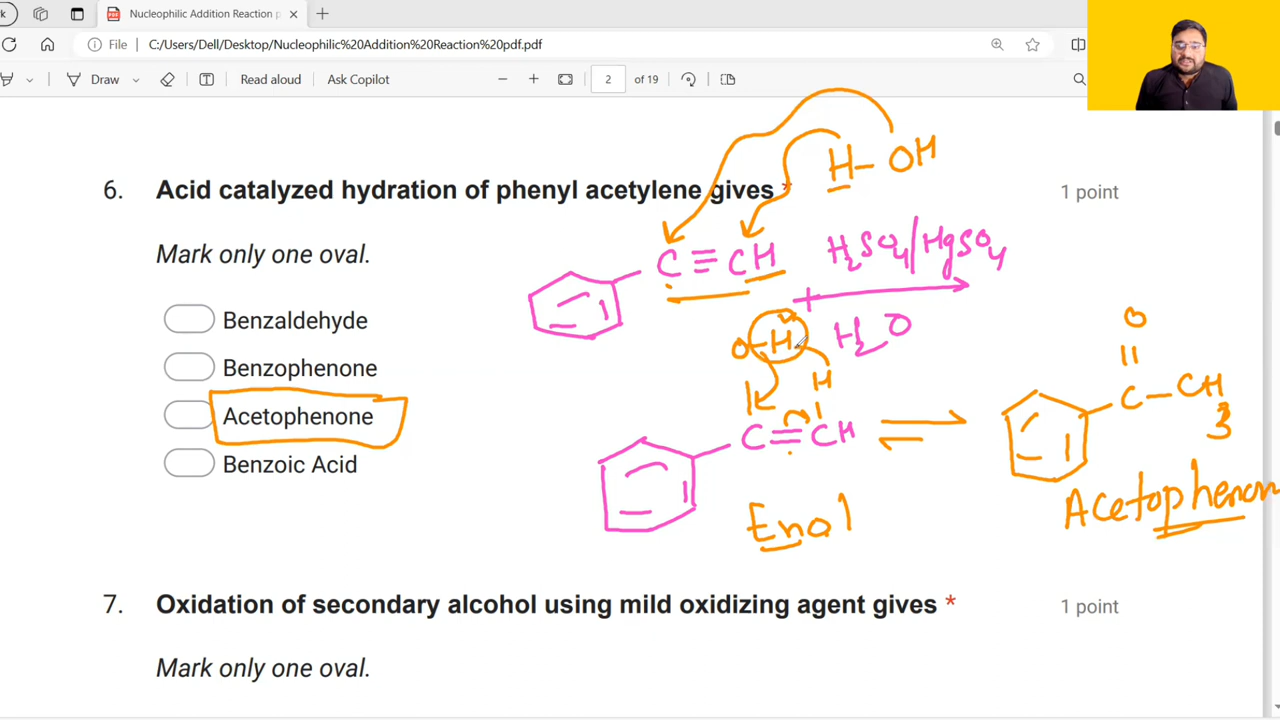 Nucleophilic Addition Reaction p
File C:/Users/Dell/Desktop/Nucleophilic%20Addition%20Reaction%20pdf.pdf
Draw Read aloud Ask Copilot 2 of 19
H-OH
6. Acid catalyzed hydration of phenyl acetylene gives * 1 point
Mark only one oval.
C≡CH H2SO4/HgSO4
+ H2O
Benzaldehyde
Benzophenone
Acetophenone
Benzoic Acid
O-H
H
C=CH
O
C-CH3
Enol
Acetophenon
7. Oxidation of secondary alcohol using mild oxidizing agent gives * 1 point
Mark only one oval.